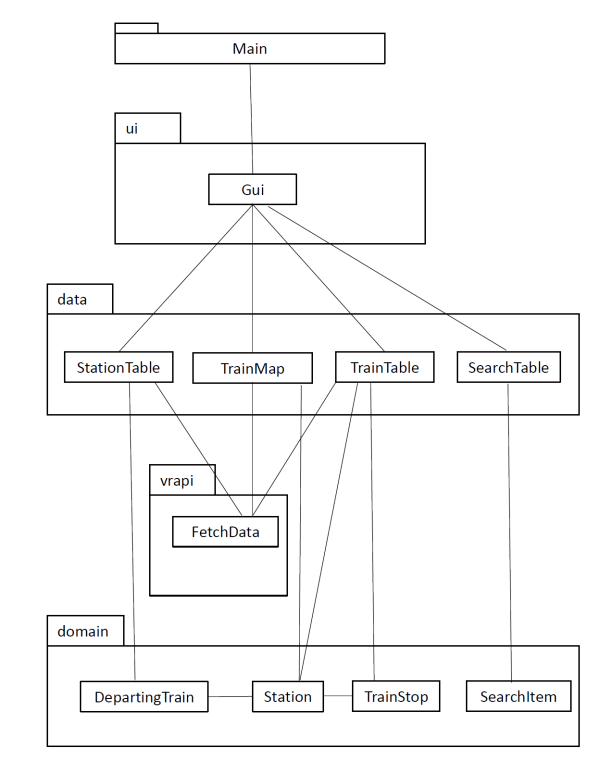 Main
ui
Gui
data
StationTable
TrainMap
TrainTable
SearchTable
vrapi
FetchData
domain
DepartingTrain
Station
TrainStop
SearchItem